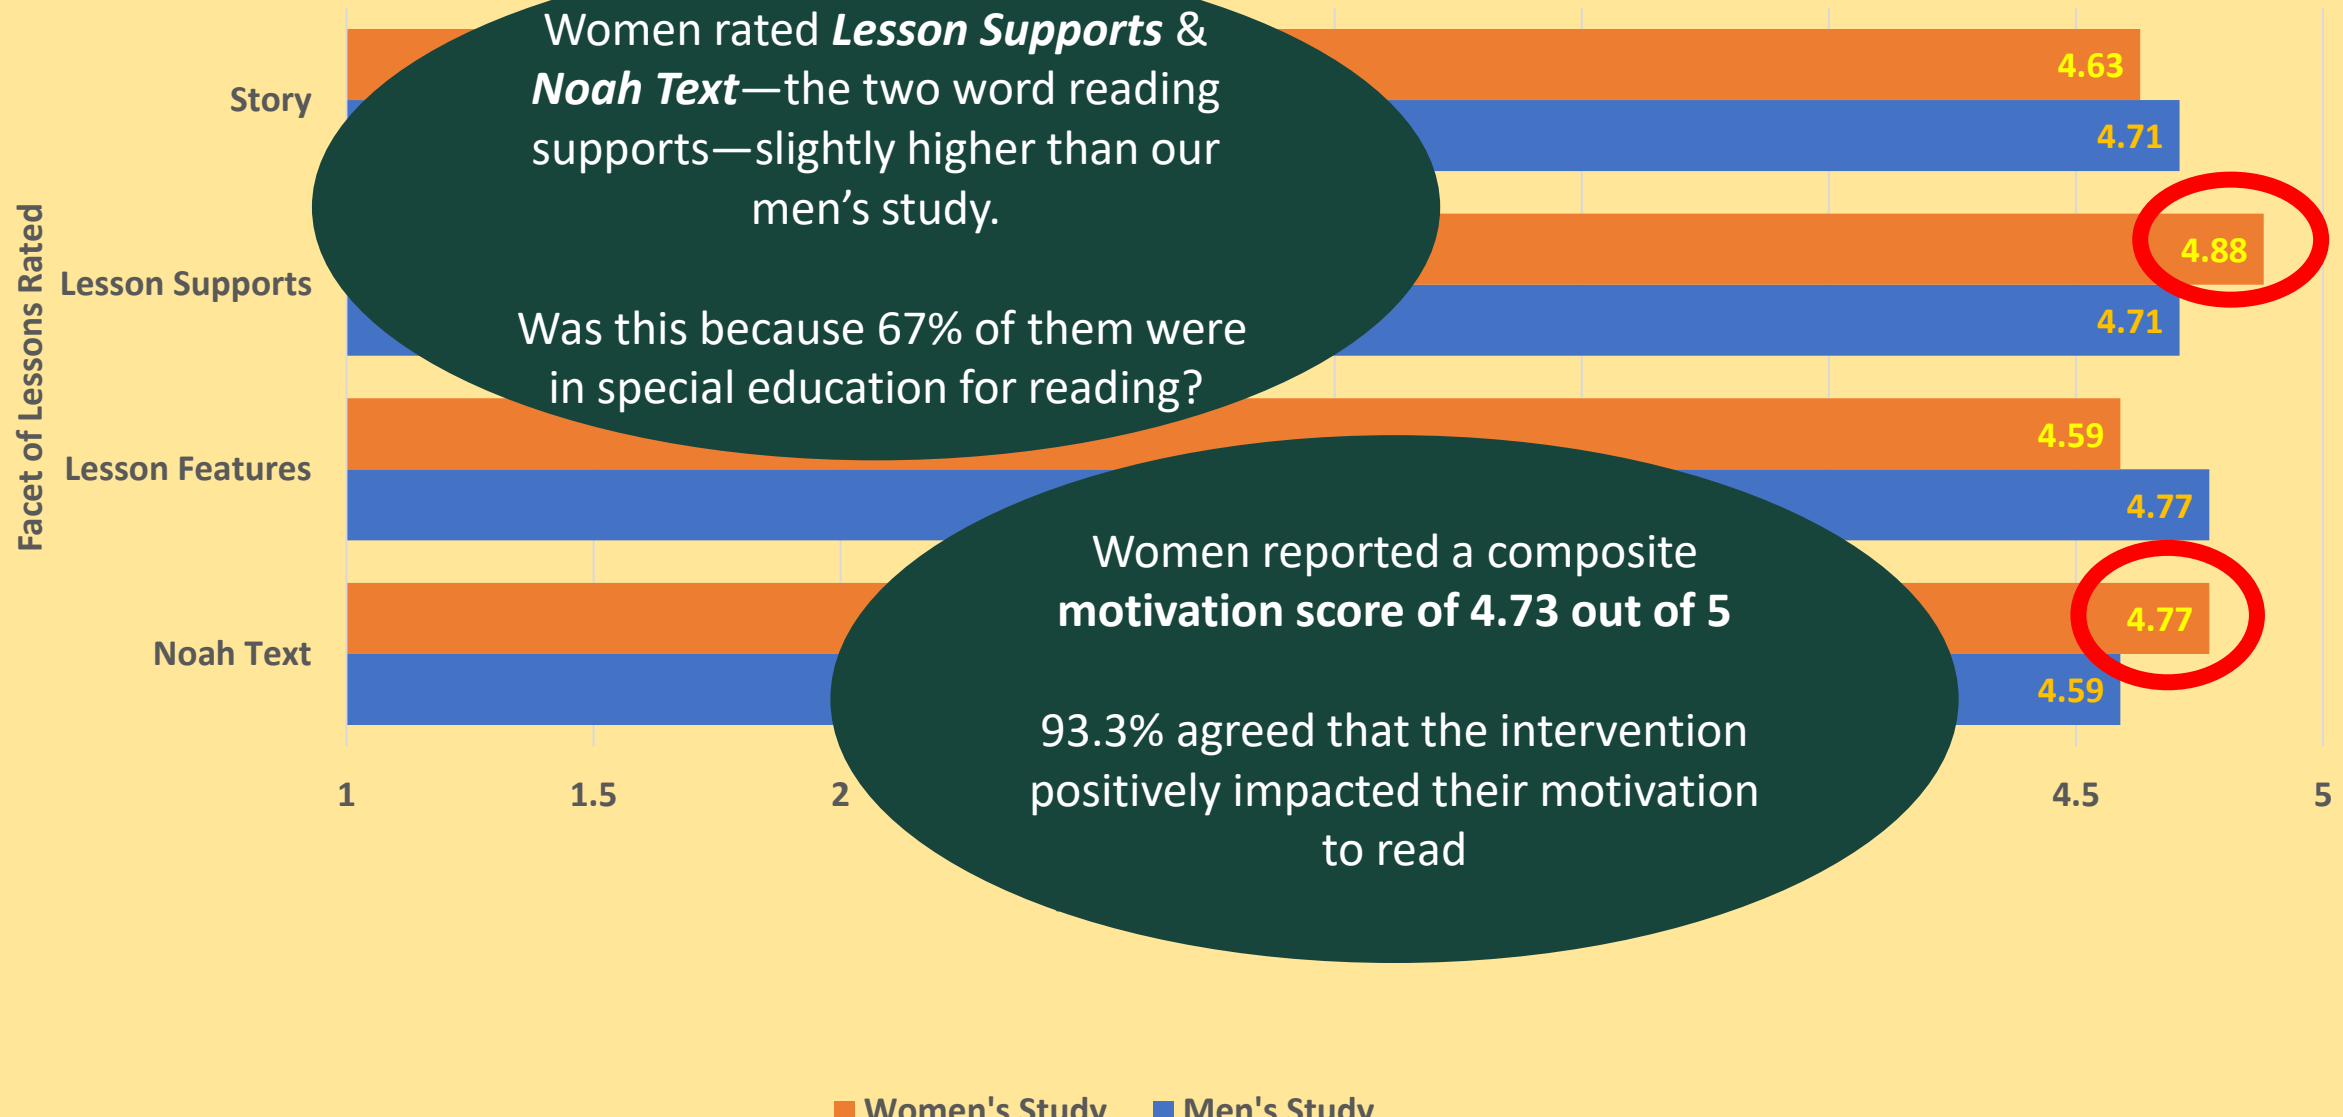 Women rated Lesson Supports &
Noah Text—the two word reading
supports—slightly higher than our
men’s study.
Was this because 67% of them were
in special education for reading?
Facet of Lessons Rated
Story
4.63
4.71
Lesson Supports
4.88
4.71
Lesson Features
4.59
4.77
Noah Text
4.77
4.59
Women reported a composite
motivation score of 4.73 out of 5
93.3% agreed that the intervention
positively impacted their motivation
to read
1 1.5 2 4.5 5
Women's Study Men's Study